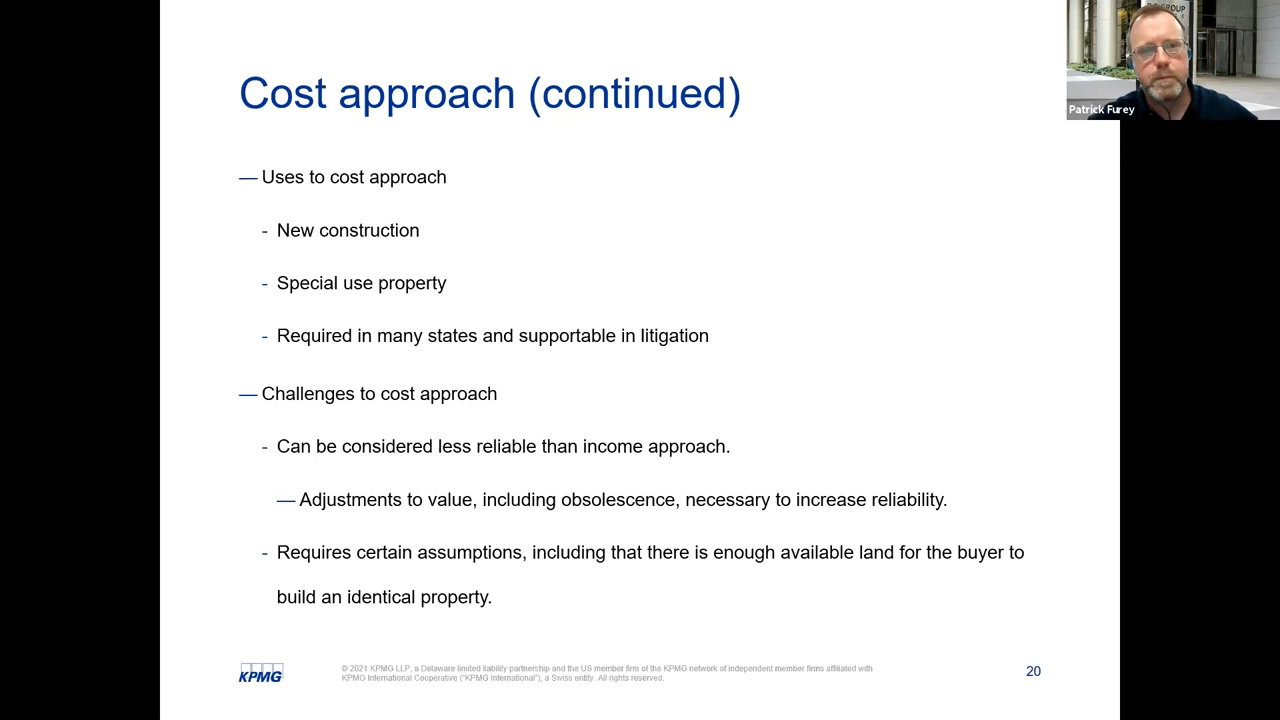 GROUP
Patrick Furey
Cost approach (continued)
— Uses to cost approach
- New construction
- Special use property
- Required in many states and supportable in litigation
— Challenges to cost approach
- Can be considered less reliable than income approach.
— Adjustments to value, including obsolescence, necessary to increase reliability.
- Requires certain assumptions, including that there is enough available land for the buyer to
build an identical property.
KPMG
© 2021 KPMG LLP, a Delaware limited liability partnership and the US member firm of the KPMG network of independent member firms affiliated with
KPMG International Cooperative ("KPMG International"), a Swiss entity. All rights reserved.
20